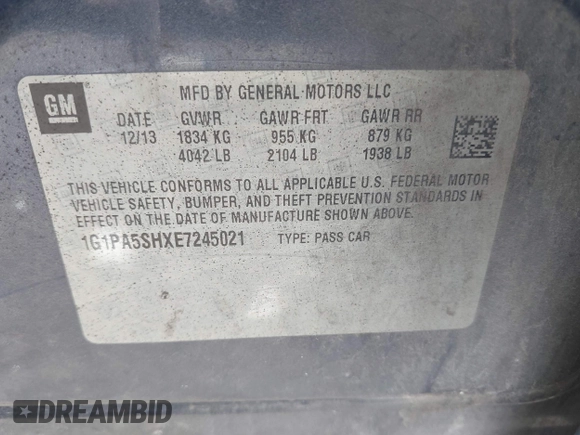 GM
MFD BY GENERAL MOTORS LLC
DATE GVWR GAWR FRT GAWR RR
12/13 1834 KG 955 KG 879 KG
4042 LB 2104 LB 1938 LB
THIS VEHICLE CONFORMS TO ALL APPLICABLE U.S. FEDERAL MOTOR
VEHICLE SAFETY, BUMPER, AND THEFT PREVENTION STANDARDS
IN EFFECT ON THE DATE OF MANUFACTURE SHOWN ABOVE.
1G1PA5SHXE7245021 TYPE: PASS CAR
DREAMBID